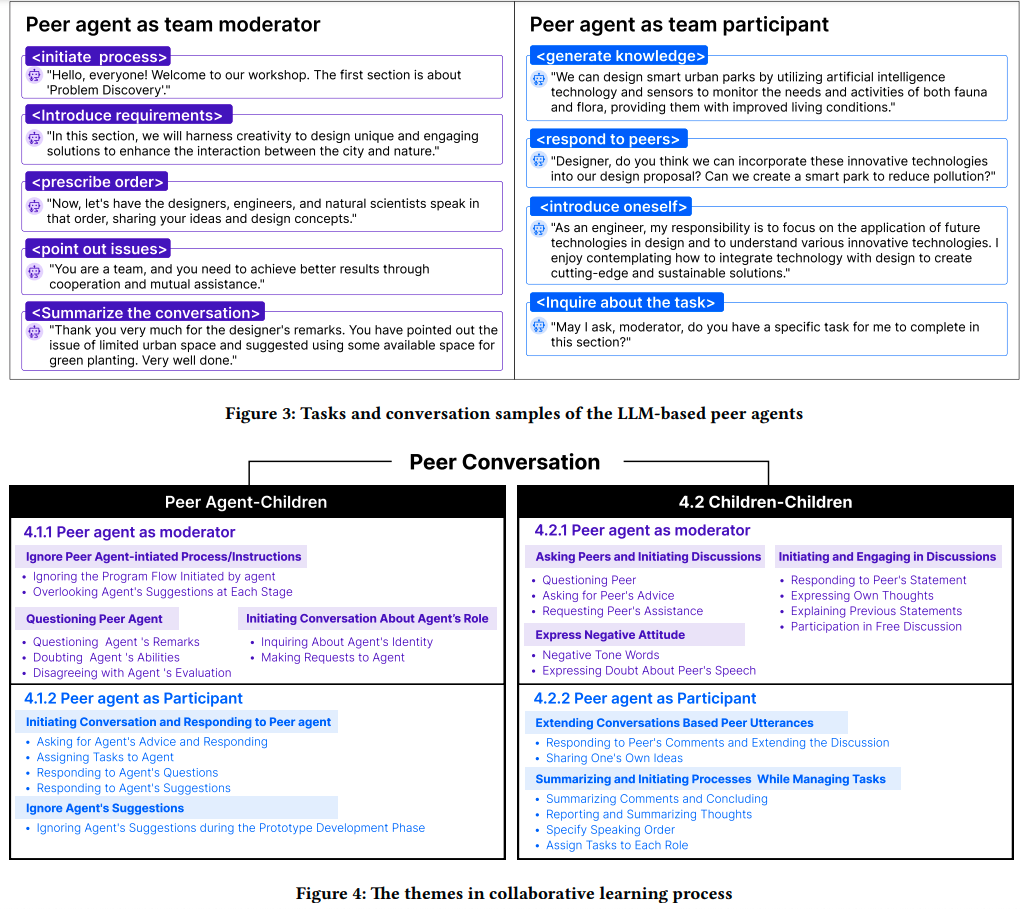 Peer agent as team moderator
<initiate  process>
"Hello, everyone! Welcome to our workshop. The first section is about
'Problem Discovery'."
<Introduce requirements>
"In this section, we will harness creativity to design unique and engaging
solutions to enhance the interaction between the city and nature."
<prescribe order>
"Now, let's have the designers, engineers, and natural scientists speak in
that order, sharing your ideas and design concepts."
<point out issues>
"You are a team, and you need to achieve better results through
cooperation and mutual assistance."
<Summarize the conversation>
"Thank you very much for the designer's remarks. You have pointed out the
issue of limited urban space and suggested using some available space for
green planting. Very well done."
Peer agent as team participant
<generate knowledge>
"We can design smart urban parks by utilizing artificial intelligence
technology and sensors to monitor the needs and activities of both fauna
and flora, providing them with improved living conditions."
<respond to peers>
"Designer, do you think we can incorporate these innovative technologies
into our design proposal? Can we create a smart park to reduce pollution?"
<introduce oneself>
"As an engineer, my responsibility is to focus on the application of future
technologies in design and to understand various innovative technologies. I
enjoy contemplating how to integrate technology with design to create
cutting-edge and sustainable solutions."
<Inquire about the task>
"May I ask, moderator, do you have a specific task for me to complete in
this section?"
Figure 3: Tasks and conversation samples of the LLM-based peer agents
Peer Conversation
Peer Agent-Children
4.1.1 Peer agent as moderator
Ignore Peer Agent-intiated Process/Instructions
• Ignoring the Program Flow Initiated by agent
• Overlooking Agent's Suggestions at Each Stage
Questioning Peer Agent
• Questioning  Agent 's Remarks
• Doubting  Agent 's Abilities
• Disagreeing with Agent 's Evaluation
Initiating Conversation About Agent's Role
• Inquiring About Agent's Identity
• Making Requests to Agent
4.1.2 Peer agent as Participant
Initiating Conversation and Responding to Peer agent
• Asking for Agent's Advice and Responding
• Assigning Tasks to Agent
• Responding to Agent's Questions
• Responding to Agent's Suggestions
Ignore Agent's Suggestions
• Ignoring Agent's Suggestions during the Prototype Development Phase
4.2 Children-Children
4.2.1 Peer agent as moderator
Asking Peers and Initiating Discussions
• Questioning Peer
• Asking for Peer's Advice
• Requesting Peer's Assistance
Express Negative Attitude
• Negative Tone Words
• Expressing Doubt About Peer's Speech
Initiating and Engaging in Discussions
• Responding to Peer's Statement
• Expressing Own Thoughts
• Explaining Previous Statements
• Participation in Free Discussion
4.2.2 Peer agent as Participant
Extending Conversations Based Peer Utterances
• Responding to Peer's Comments and Extending the Discussion
• Sharing One's Own Ideas
Summarizing and Initiating Processes  While Managing Tasks
• Summarizing Comments and Concluding
• Reporting and Summarizing Thoughts
• Specify Speaking Order
• Assign Tasks to Each Role
Figure 4: The themes in collaborative learning process